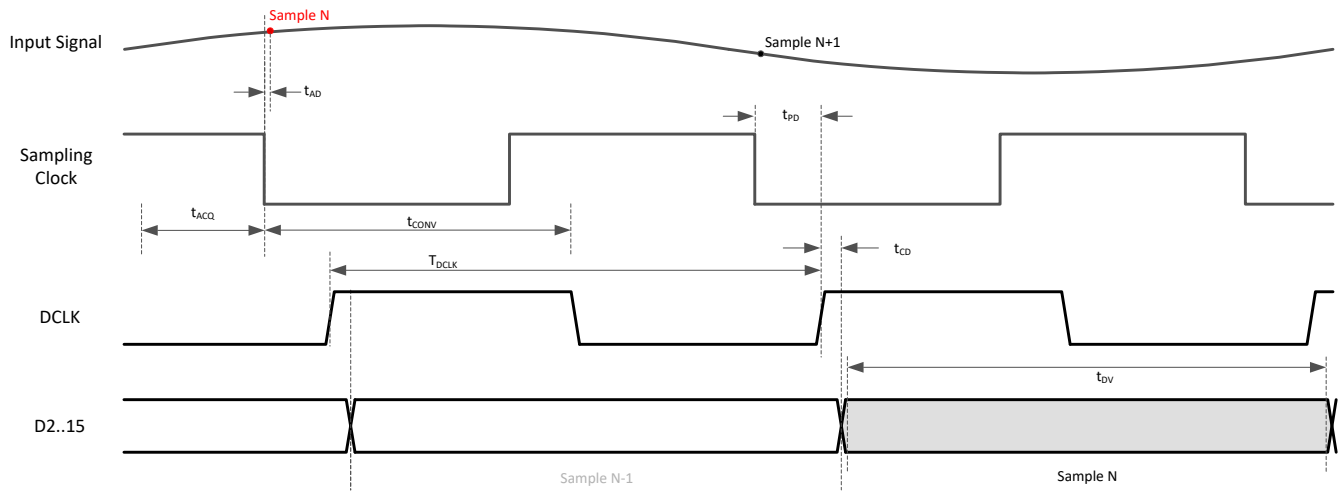 Sample N
Input Signal
Sample N+1
tAD
tPD
Sampling
Clock
tACQ
tCONV
tCD
TDCLK
DCLK
tDV
D2..15
Sample N-1
Sample N